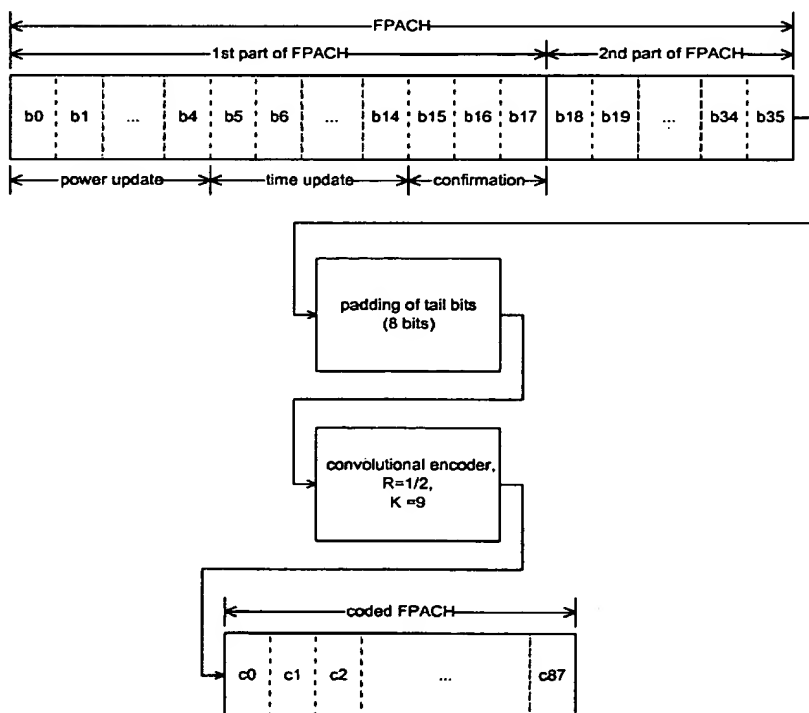 FPACH
1st part of FPACH 2nd part of FPACH
b0 b1 ... b4 b5 b6 ... b14 b15 b16 b17 b18 b19 ... b34 b35
power update time update confirmation
padding of tail bits
(8 bits)
convolutional encoder,
R=1/2,
K =9
coded FPACH
c0 c1 c2 ... c87